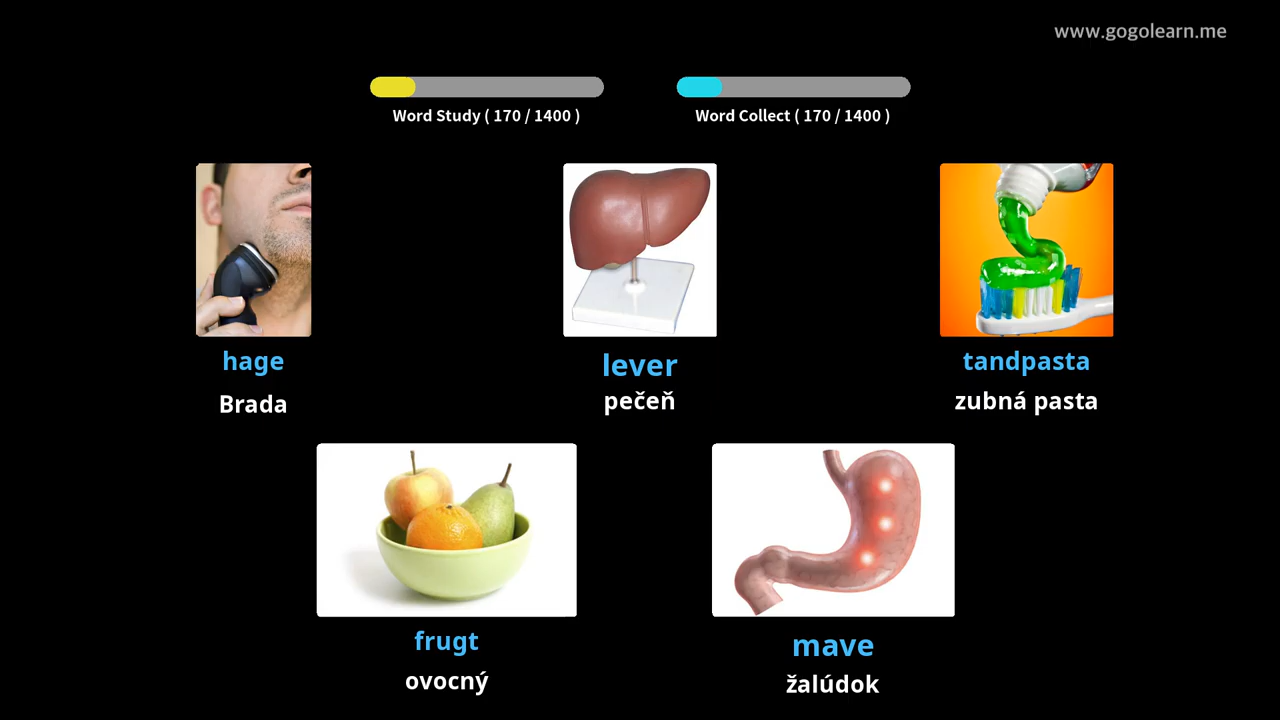 www.gogolearn.me
Word Study ( 170 / 1400 )
Word Collect ( 170 / 1400 )
hage
lever
tandpasta
Brada
pečeň
zubná pasta
frugt
mave
ovocný
žalúdok